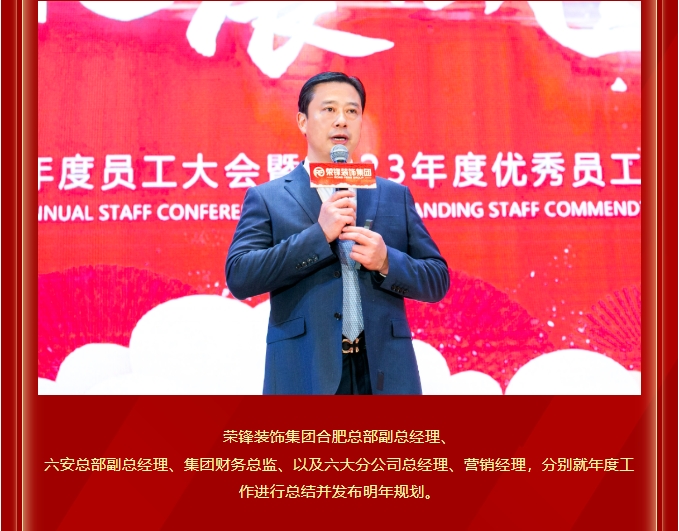 荣锋装饰集团
年度员工大会暨 23年度优秀员工
NNUAL STAFF CONFERE ANDING STAFF COMMEND
荣锋装饰集团合肥总部副总经理、
六安总部副总经理、集团财务总监、以及六大分公司总经理、营销经理，分别就年度工
作进行总结并发布明年规划。